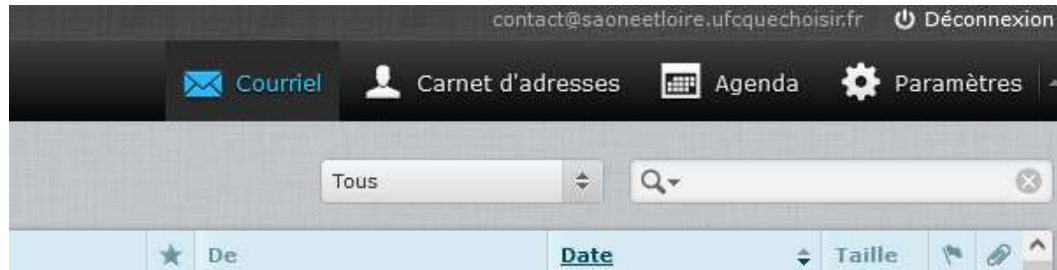 contact@saoneetloire.ufcquechoisir.fr Déconnexion
Courriel Carnet d'adresses Agenda Paramètres
Tous
De Date Taille